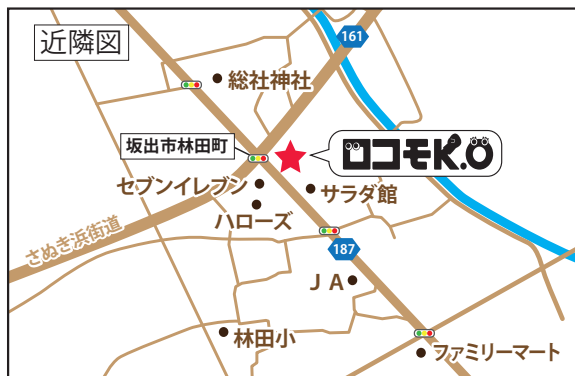 近隣図
161
総社神社
坂出市林田町
ロコモK.O
セブンイレブン
サラダ館
ハローズ
さぬき浜街道
187
JA
林田小
ファミリーマート